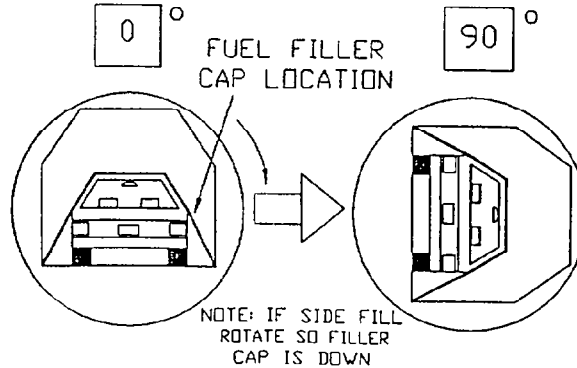 0 °
90 °
FUEL FILLER
CAP LOCATION
NOTE: IF SIDE FILL
ROTATE SO FILLER
CAP IS DOWN